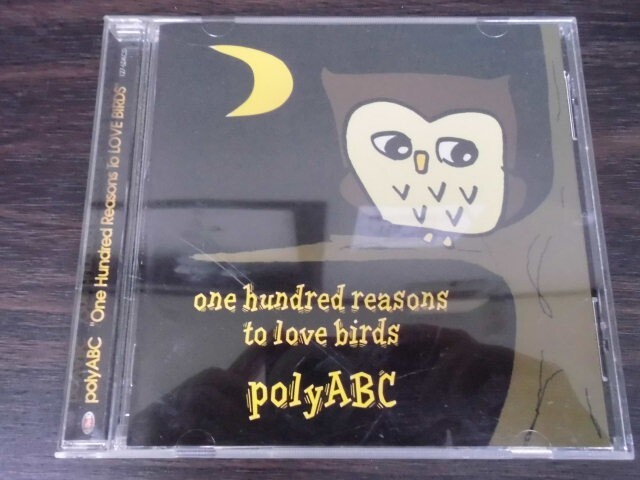 polyABC "One Hundred Reasons To LOVE BIRDS"
one hundred reasons
to love birds
polyABC